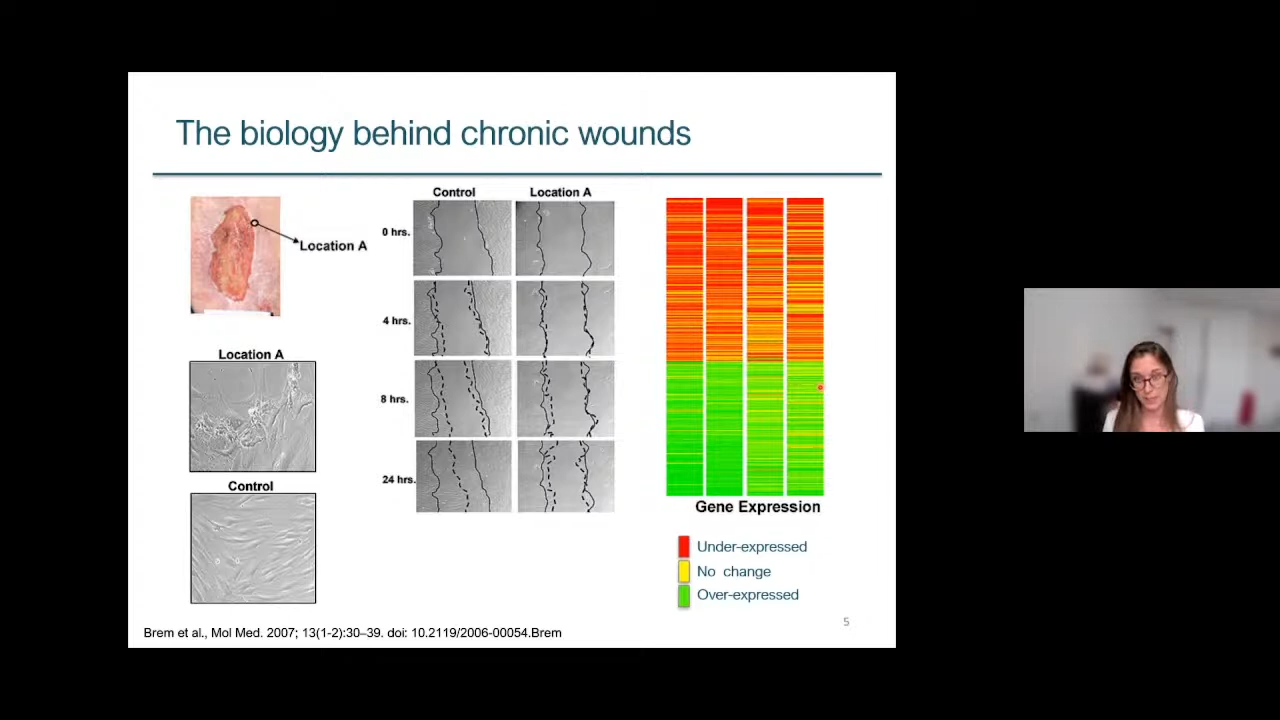 The biology behind chronic wounds
Location A
Location A
Control
Control
Location A
0 hrs.
4 hrs.
8 hrs.
24 hrs.
Gene Expression
Under-expressed
No change
Over-expressed
5
Brem et al., Mol Med. 2007; 13(1-2):30–39. doi: 10.2119/2006-00054.Brem